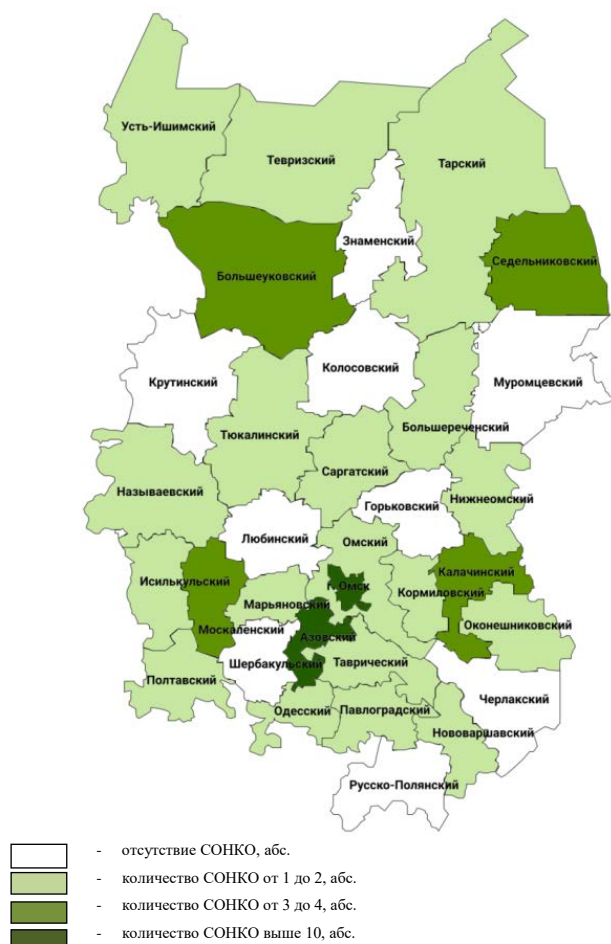 Усть-Ишимский
Тевризский
Тарский
Знаменский
Седельниковский
Большеуковский
Колосовский
Крутинский
Муромцевский
Большереченский
Тюкалинский
Саргатский
Называевский
Нижнеомский
Горьковский
Любинский
Омский
Калачинский
Исилькульский
г. Омск
Кормиловский
Марьяновский
Оконешниковский
Москаленский
Азовский
Шербакульский
Таврический
Полтавский
Черлакский
Одесский
Павлоградский
Нововаршавский
Русско-Полянский
- отсутствие СОНКО, абс.
- количество СОНКО от 1 до 2, абс.
- количество СОНКО от 3 до 4, абс.
- количество СОНКО выше 10, абс.